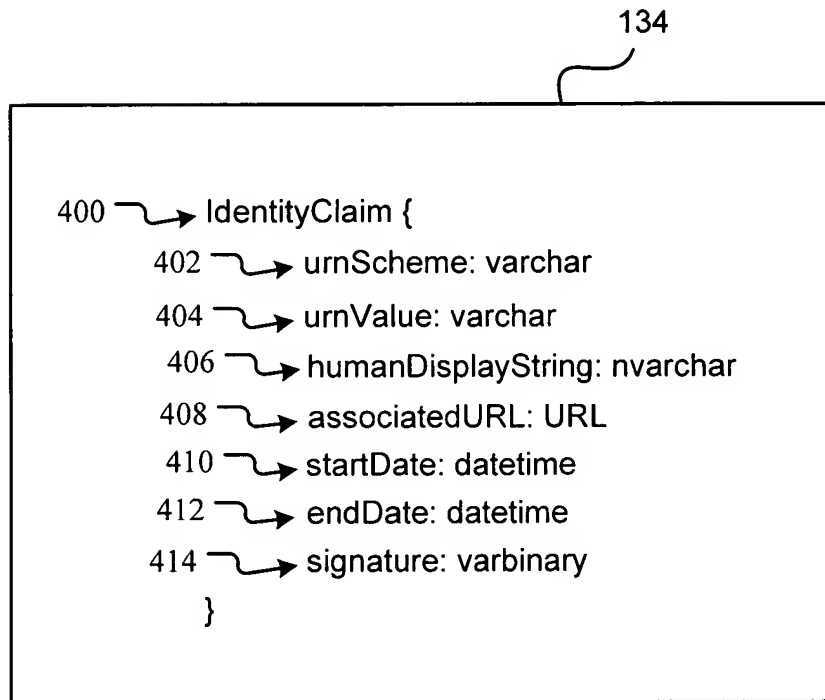 134
400 IdentityClaim {
402 urnScheme: varchar
404 urnValue: varchar
406 humanDisplayString: nvarchar
408 associatedURL: URL
410 startDate: datetime
412 endDate: datetime
414 signature: varbinary
}